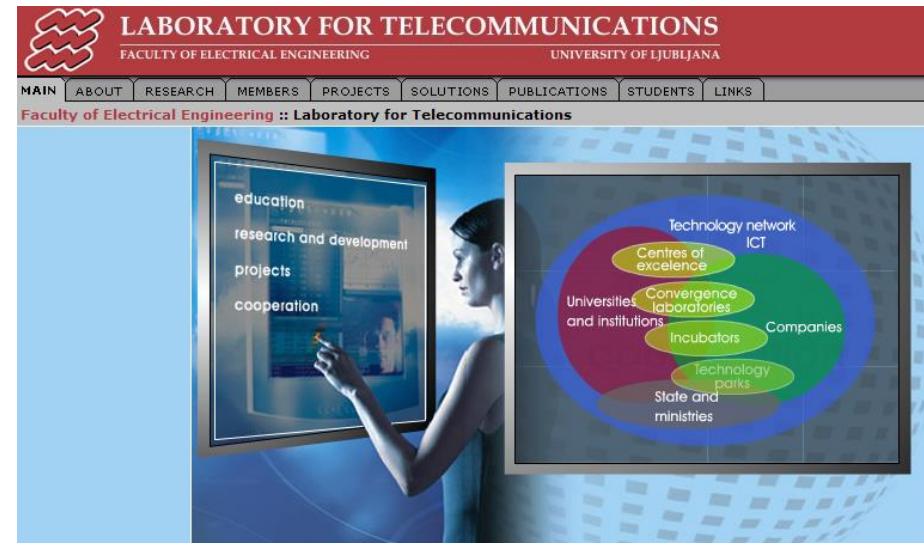 LABORATORY FOR TELECOMMUNICATIONS
FACULTY OF ELECTRICAL ENGINEERING UNIVERSITY OF LJUBLJANA
MAIN ABOUT RESEARCH MEMBERS PROJECTS SOLUTIONS PUBLICATIONS STUDENTS LINKS
Faculty of Electrical Engineering :: Laboratory for Telecommunications
education
research and development
projects
cooperation
Technology network
ICT
Centres of
excelence
Universities
and institutions
Convergence
laboratories
Incubators
Companies
Technology
parks
State and
ministries